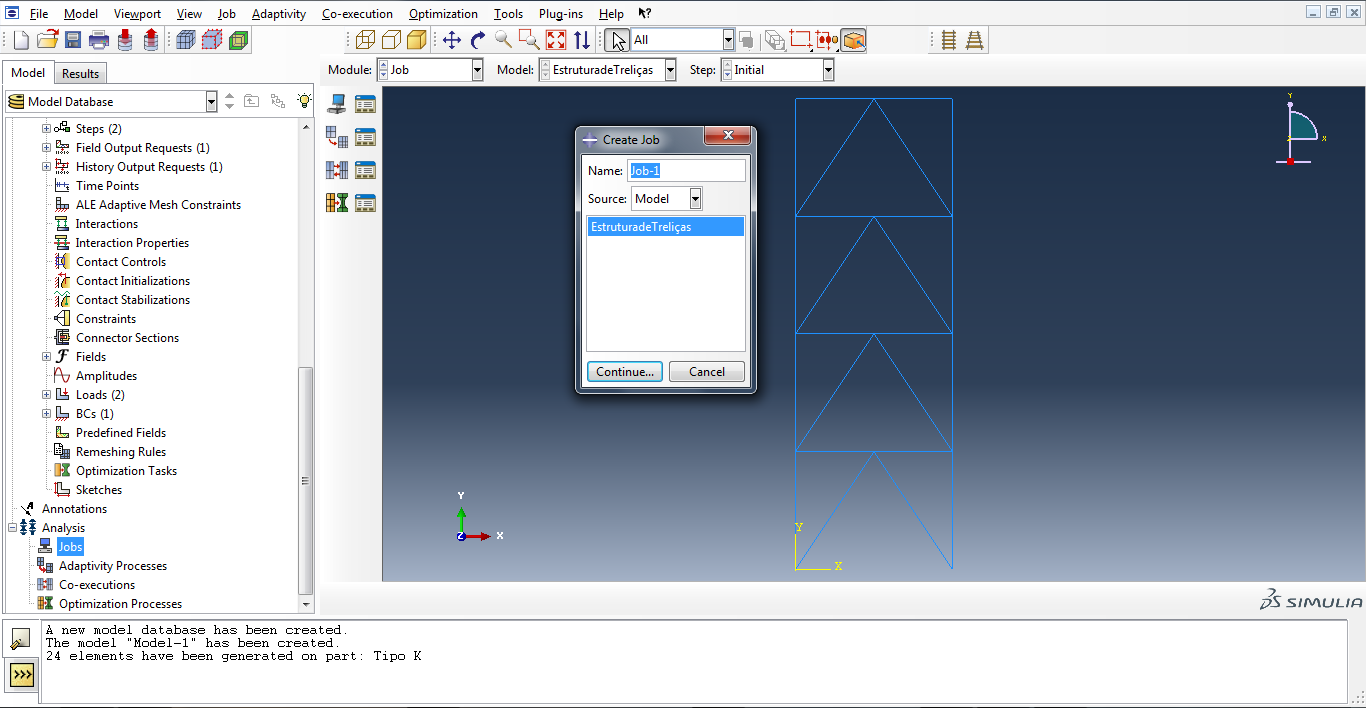 File Model Viewport View Job Adaptivity Co-execution Optimization Tools Plug-ins Help
All
Model Results
Module: Job Model: EstruturadeTreliças Step: Initial
Model Database
Steps (2)
Field Output Requests (1)
History Output Requests (1)
Time Points
ALE Adaptive Mesh Constraints
Interactions
Interaction Properties
Contact Controls
Contact Initializations
Contact Stabilizations
Constraints
Connector Sections
Fields
Amplitudes
Loads (2)
BCs (1)
Predefined Fields
Remeshing Rules
Optimization Tasks
Sketches
Annotations
Analysis
Jobs
Adaptivity Processes
Co-executions
Optimization Processes
Create Job
Name: Job-1
Source: Model
EstruturadeTreliças
Continue... Cancel
Y
X
Y
Z X
Y
X
SIMULIA
A new model database has been created.
The model "Model-1" has been created.
24 elements have been generated on part: Tipo K
>>>